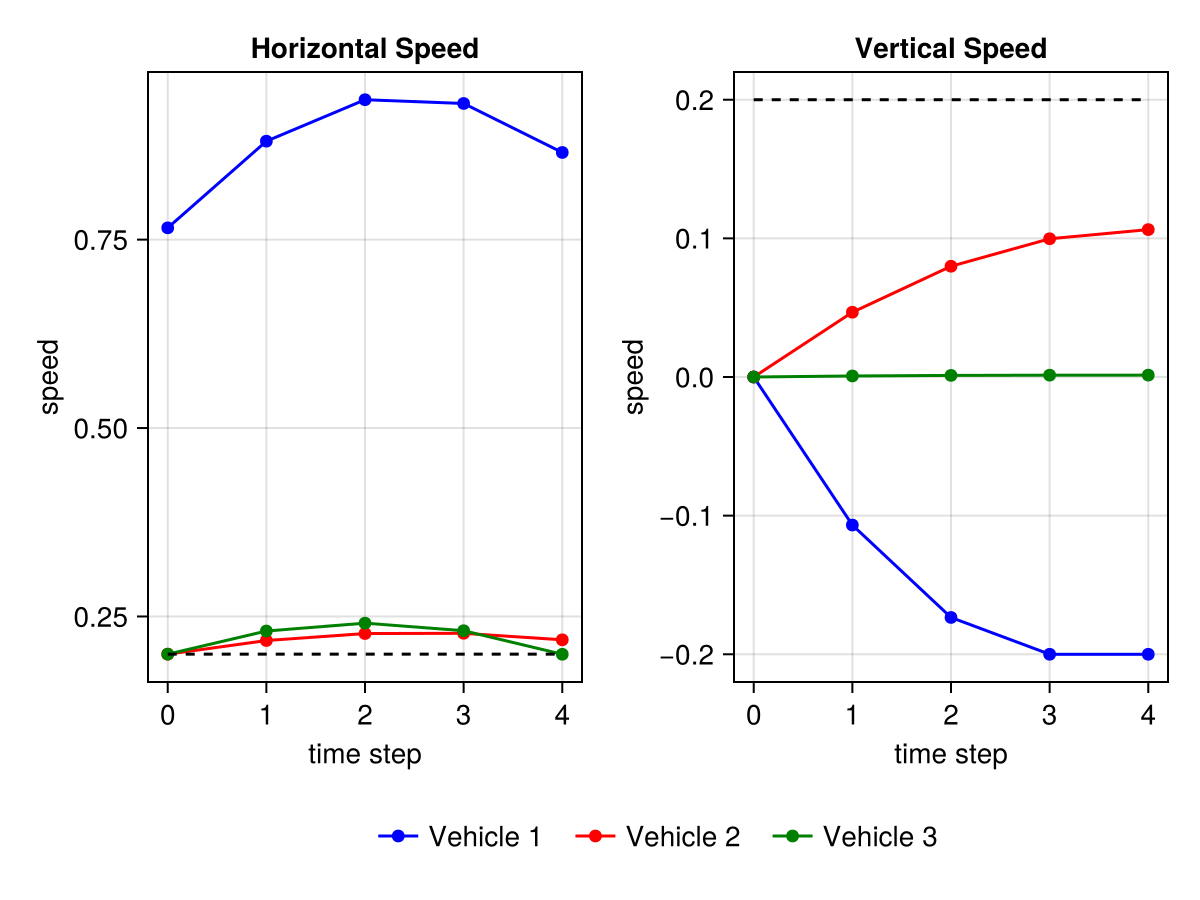 Horizontal Speed
speed
0.75
0.50
0.25
0
1
2
3
4
time step
Vertical Speed
speed
0.2
0.1
0.0
−0.1
−0.2
0
1
2
3
4
time step
Vehicle 1
Vehicle 2
Vehicle 3